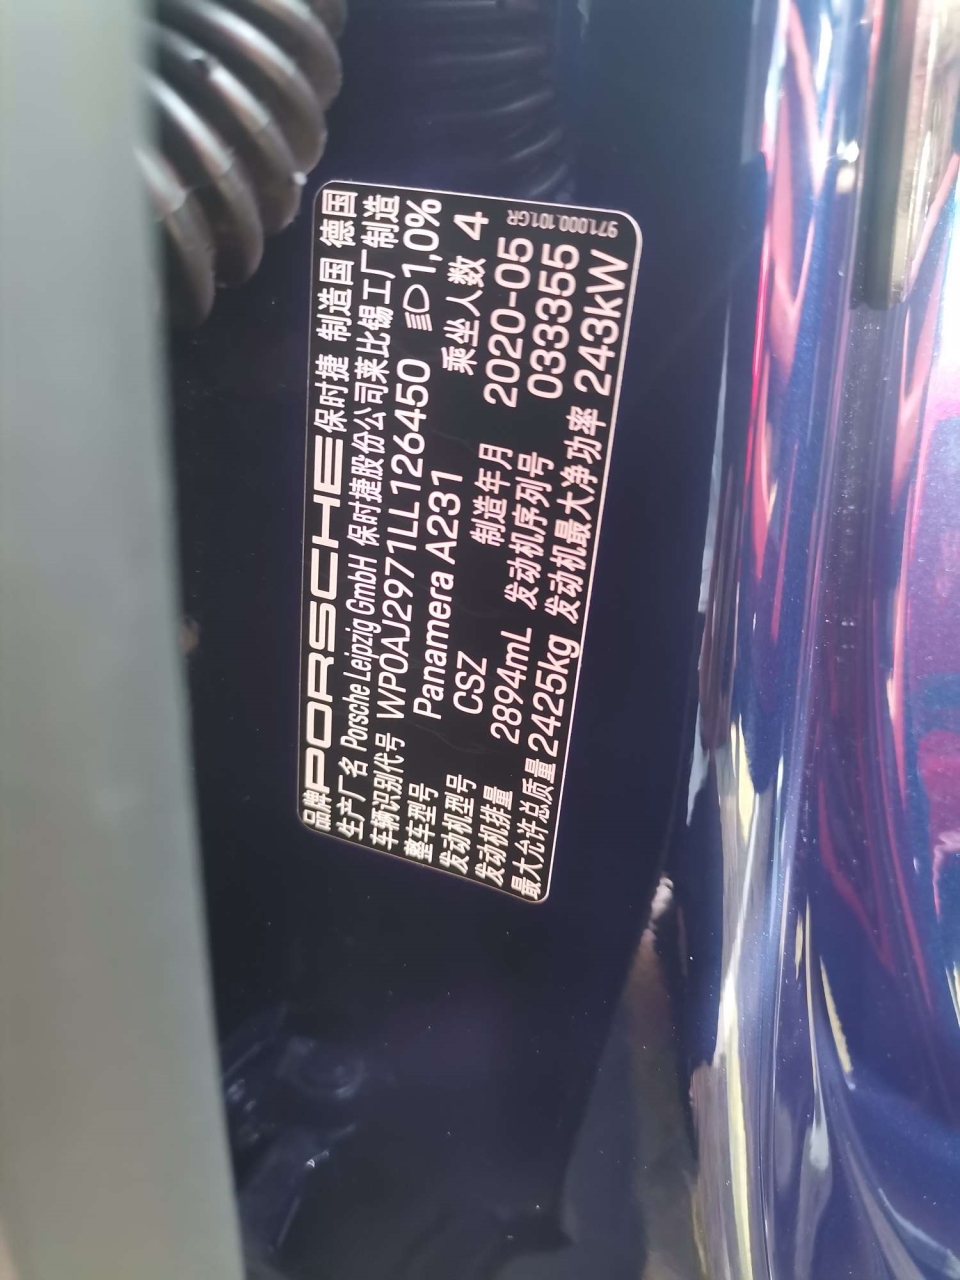 品牌 PORSCHE 保时捷 制造国 德国
生产厂名 Porsche Leipzig GmbH 保时捷股份公司莱比锡工厂制造
车辆识别代号 WP0AJ2971LL126450 1,0%
整车型号 Panamera A231 乘坐人数 4
发动机型号 CSZ 制造年月 2020-05
发动机排量 2894mL 发动机序列号 033355
最大允许总质量 2425kg 发动机最大净功率 243kW
971.000.101.GR